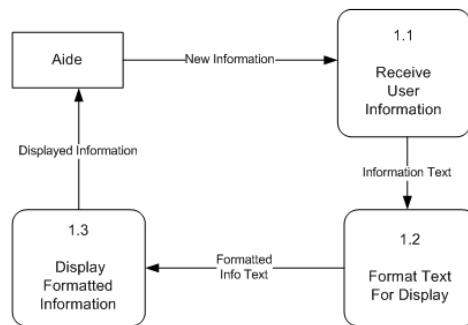 Aide
New Information
1.1
Receive
User
Information
Displayed Information
Information Text
1.3
Display
Formatted
Information
Formatted
Info Text
1.2
Format Text
For Display